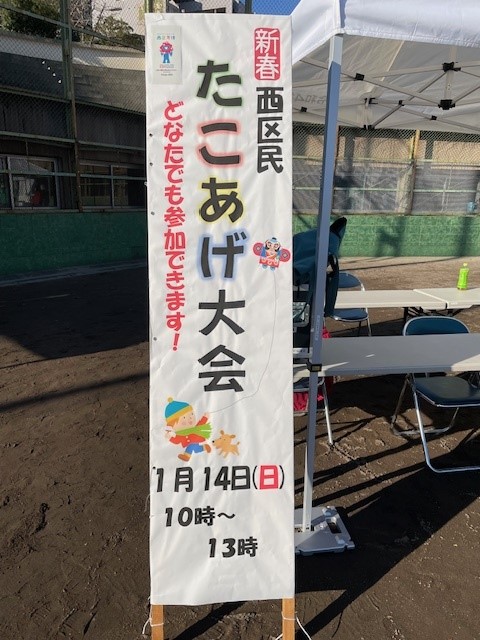 新春
西区民
たこあげ大会
どなたでも参加できます!
1月14日(日)
10時~
13時